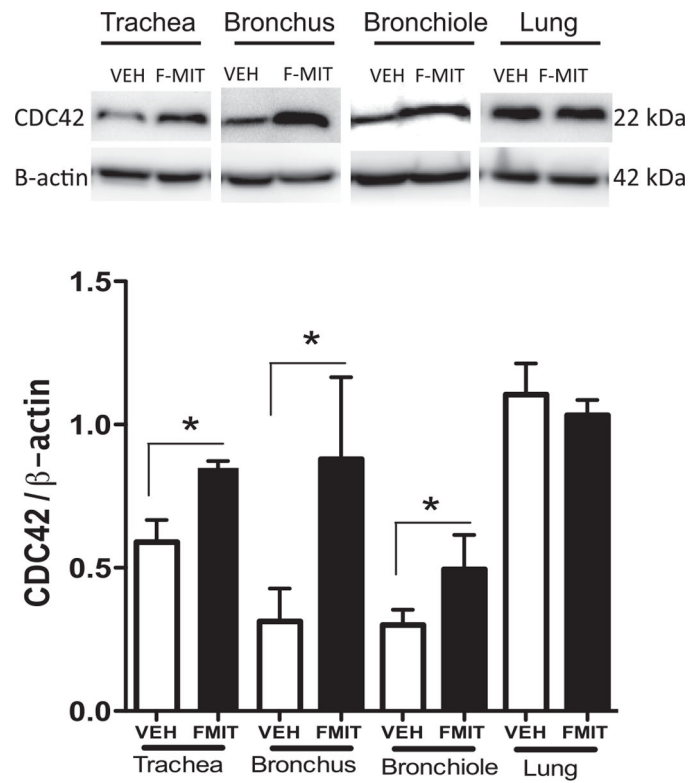 Trachea Bronchus Bronchiole Lung
VEH F-MIT VEH F-MIT VEH F-MIT VEH F-MIT
CDC42 22 kDa
B-actin 42 kDa
1.5
*
*
1.0
*
CDC42 / β-actin
0.5
0.0
VEH FMIT VEH FMIT VEH FMIT VEH FMIT
Trachea Bronchus Bronchiole Lung